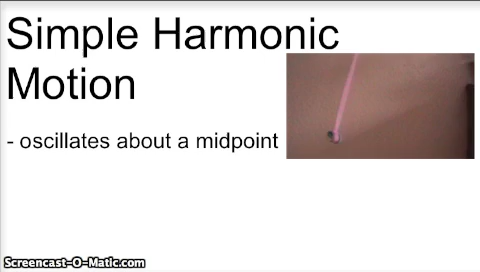 Simple Harmonic
Motion
- oscillates about a midpoint
Screencast-O-Matic.com